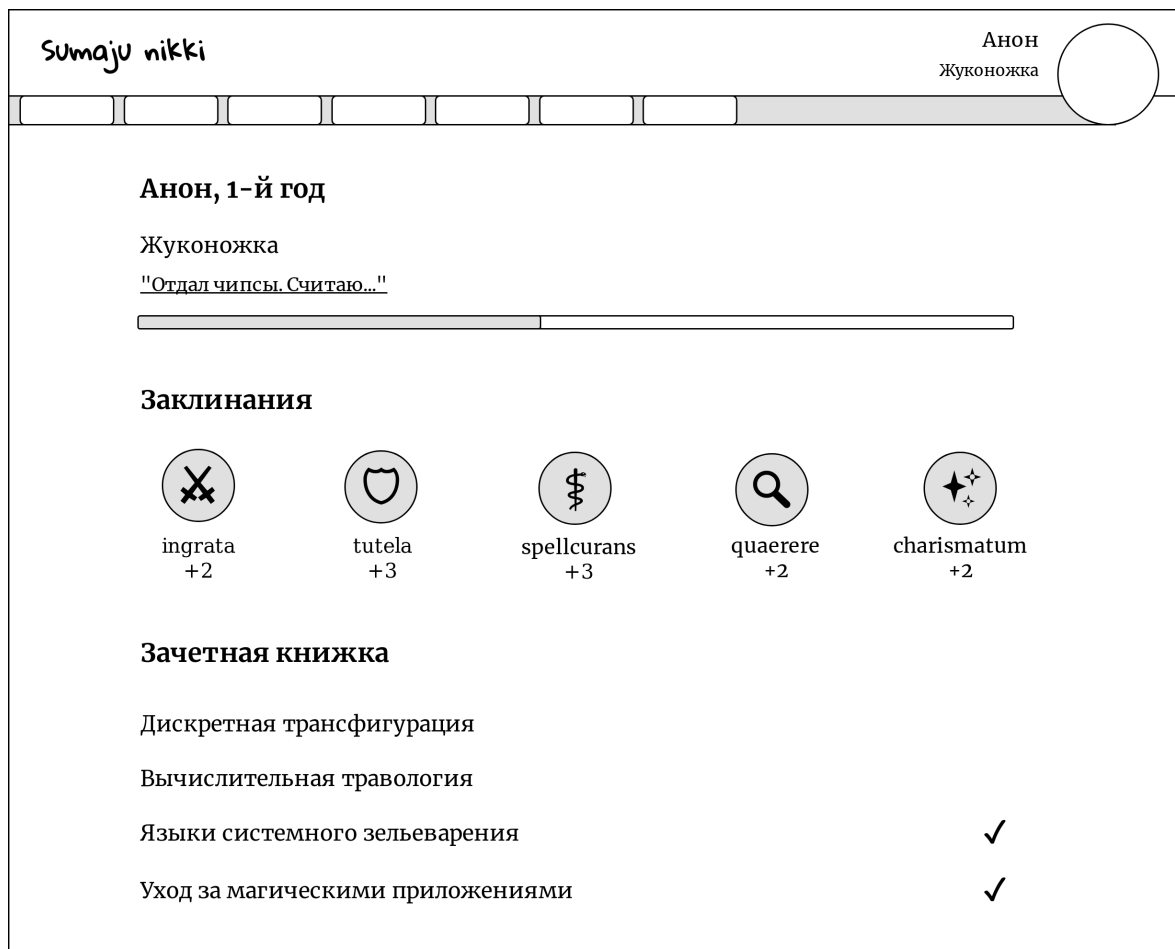 Sumaju nikki
Анон
Жуконожка
Анон, 1-й год
Жуконожка
"Отдал чипсы. Считаю..."
Заклинания
ingrata
+2
tutela
+3
spellcurans
+3
quaerere
+2
charismatum
+2
Зачетная книжка
Дискретная трансфигурация
Вычислительная травология
Языки системного зельеварения ✓
Уход за магическими приложениями ✓